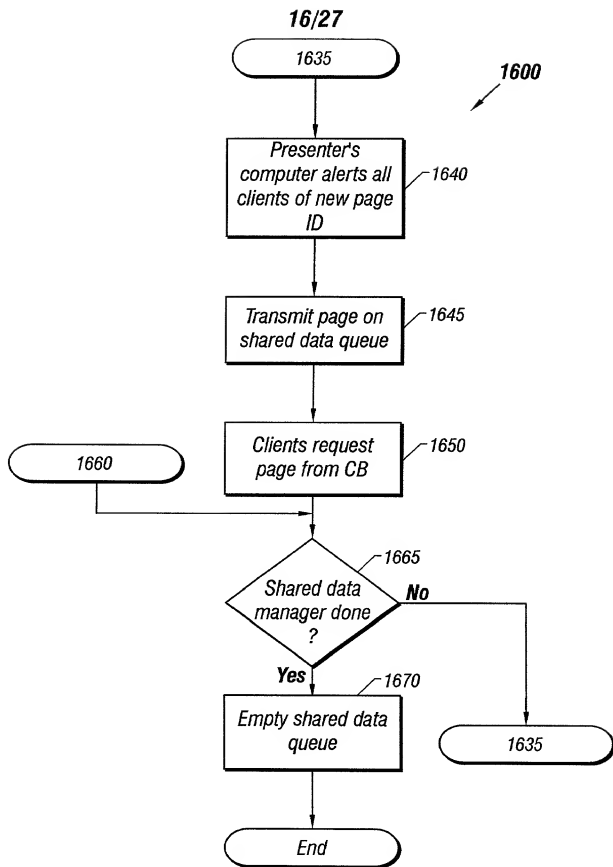 16/27
1635
1600
Presenter's
computer alerts all
clients of new page
ID
1640
Transmit page on
shared data queue
1645
Clients request
page from CB
1650
1660
1665
Shared data
manager done
?
No
Yes
1670
Empty shared data
queue
1635
End